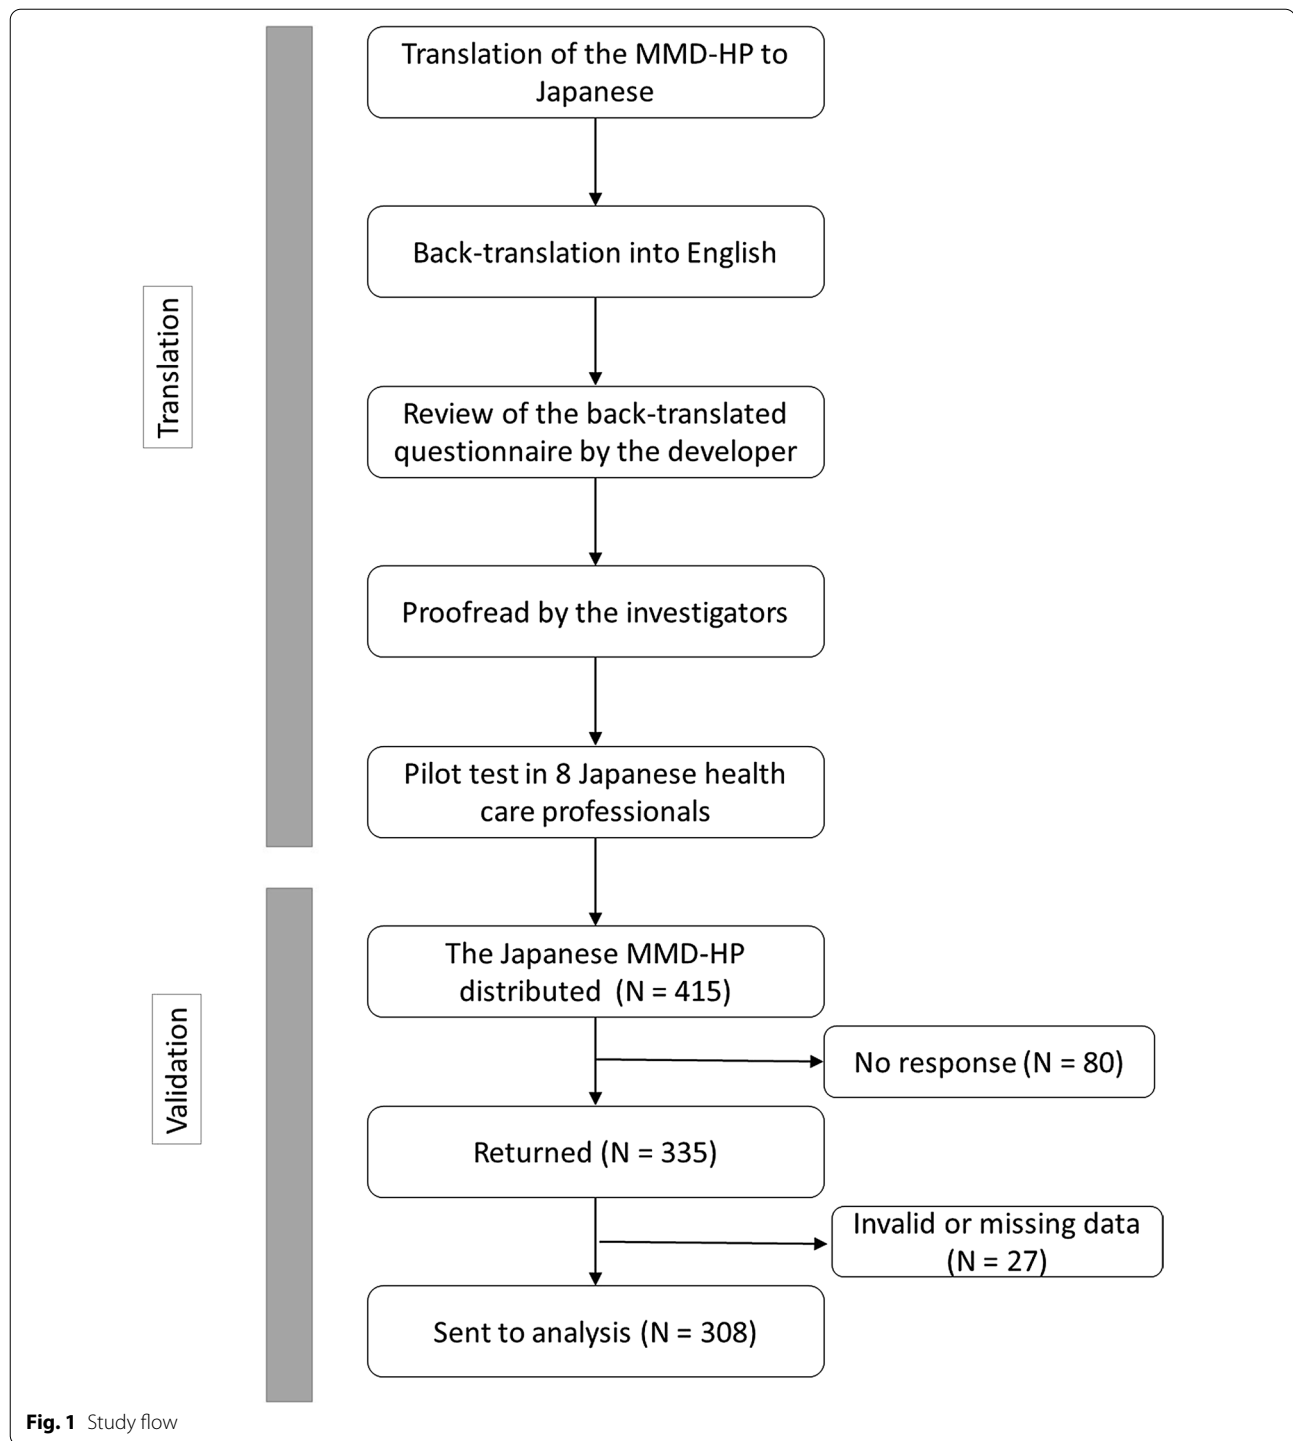 Translation of the MMD-HP to
Japanese
Back-translation into English
Review of the back-translated
questionnaire by the developer
Translation
Proofread by the investigators
Pilot test in 8 Japanese health
care professionals
The Japanese MMD-HP
distributed (N = 415)
No response (N = 80)
Validation
Returned (N = 335)
Invalid or missing data
(N = 27)
Sent to analysis (N = 308)
Fig. 1 Study flow